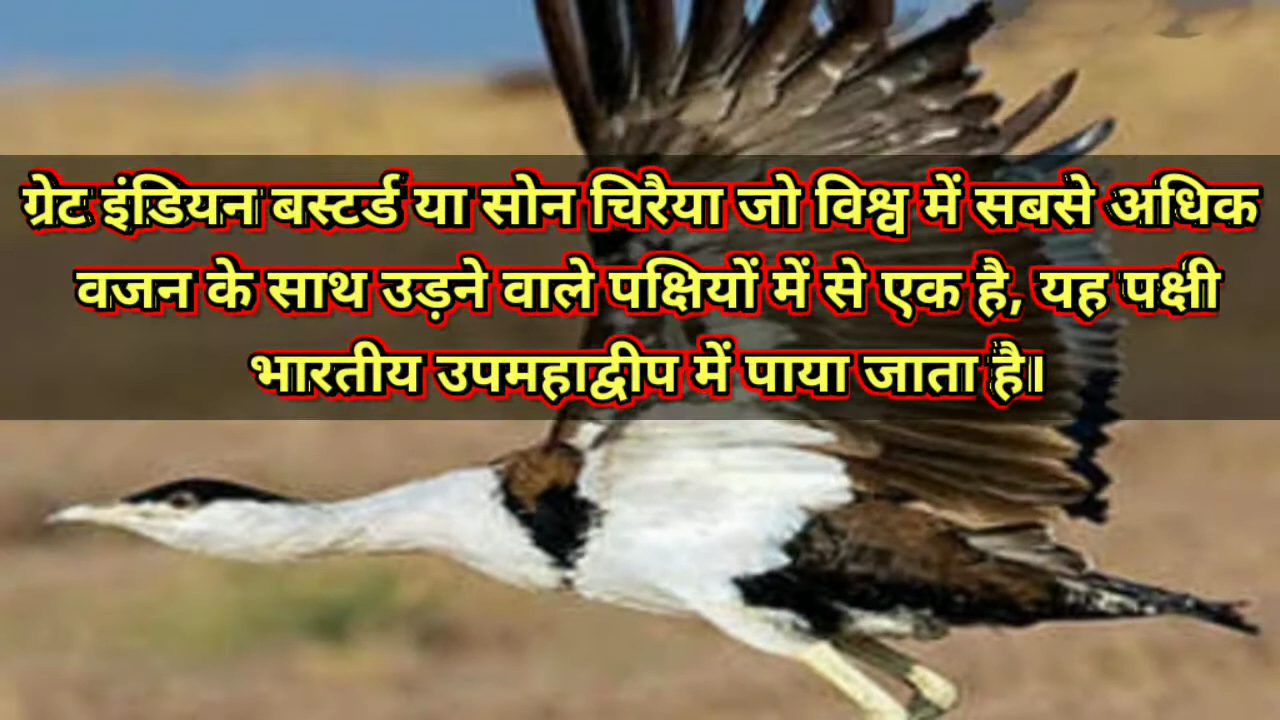 ग्रेट इंडियन बस्टर्ड या सोन चिरैया जो विश्व में सबसे अधिक
वजन के साथ उड़ने वाले पक्षियों में से एक है, यह पक्षी
भारतीय उपमहाद्वीप में पाया जाता है।